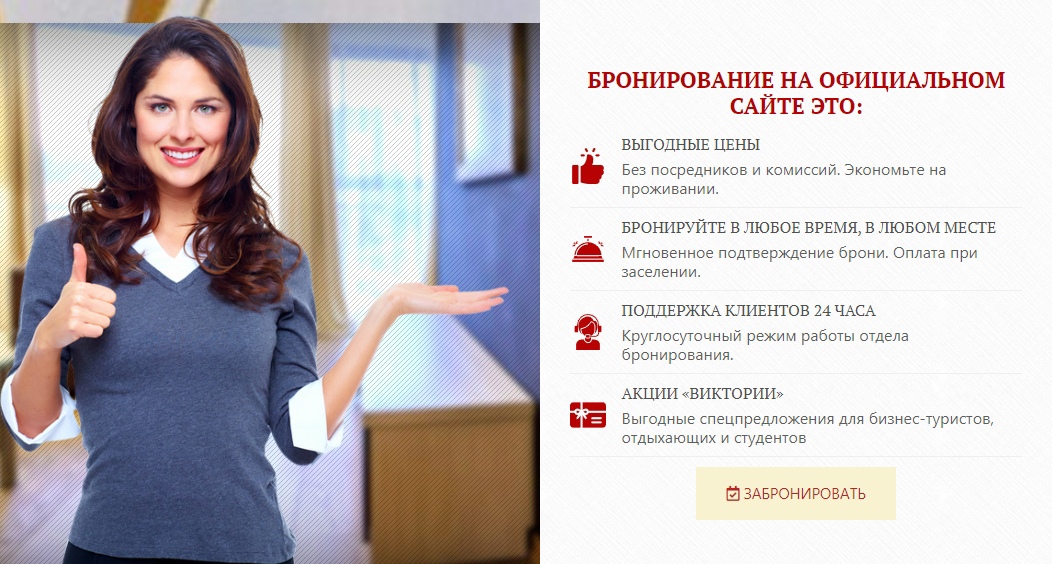 БРОНИРОВАНИЕ НА ОФИЦИАЛЬНОМ
САЙТЕ ЭТО:
ВЫГОДНЫЕ ЦЕНЫ
Без посредников и комиссий. Экономьте на
проживании.
БРОНИРУЙТЕ В ЛЮБОЕ ВРЕМЯ, В ЛЮБОМ МЕСТЕ
Мгновенное подтверждение брони. Оплата при
заселении.
ПОДДЕРЖКА КЛИЕНТОВ 24 ЧАСА
Круглосуточный режим работы отдела
бронирования.
АКЦИИ «ВИКТОРИИ»
Выгодные спецпредложения для бизнес-туристов,
отдыхающих и студентов
ЗАБРОНИРОВАТЬ